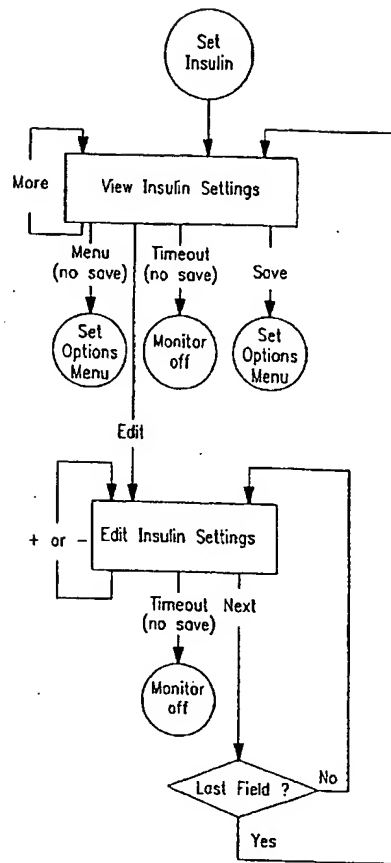 Set
Insulin
More
View Insulin Settings
Menu
(no save)
Timeout
(no save)
Save
Set
Options
Menu
Monitor
off
Set
Options
Menu
Edit
+ or -
Edit Insulin Settings
Timeout
(no save)
Next
Monitor
off
Last Field ?
No
Yes